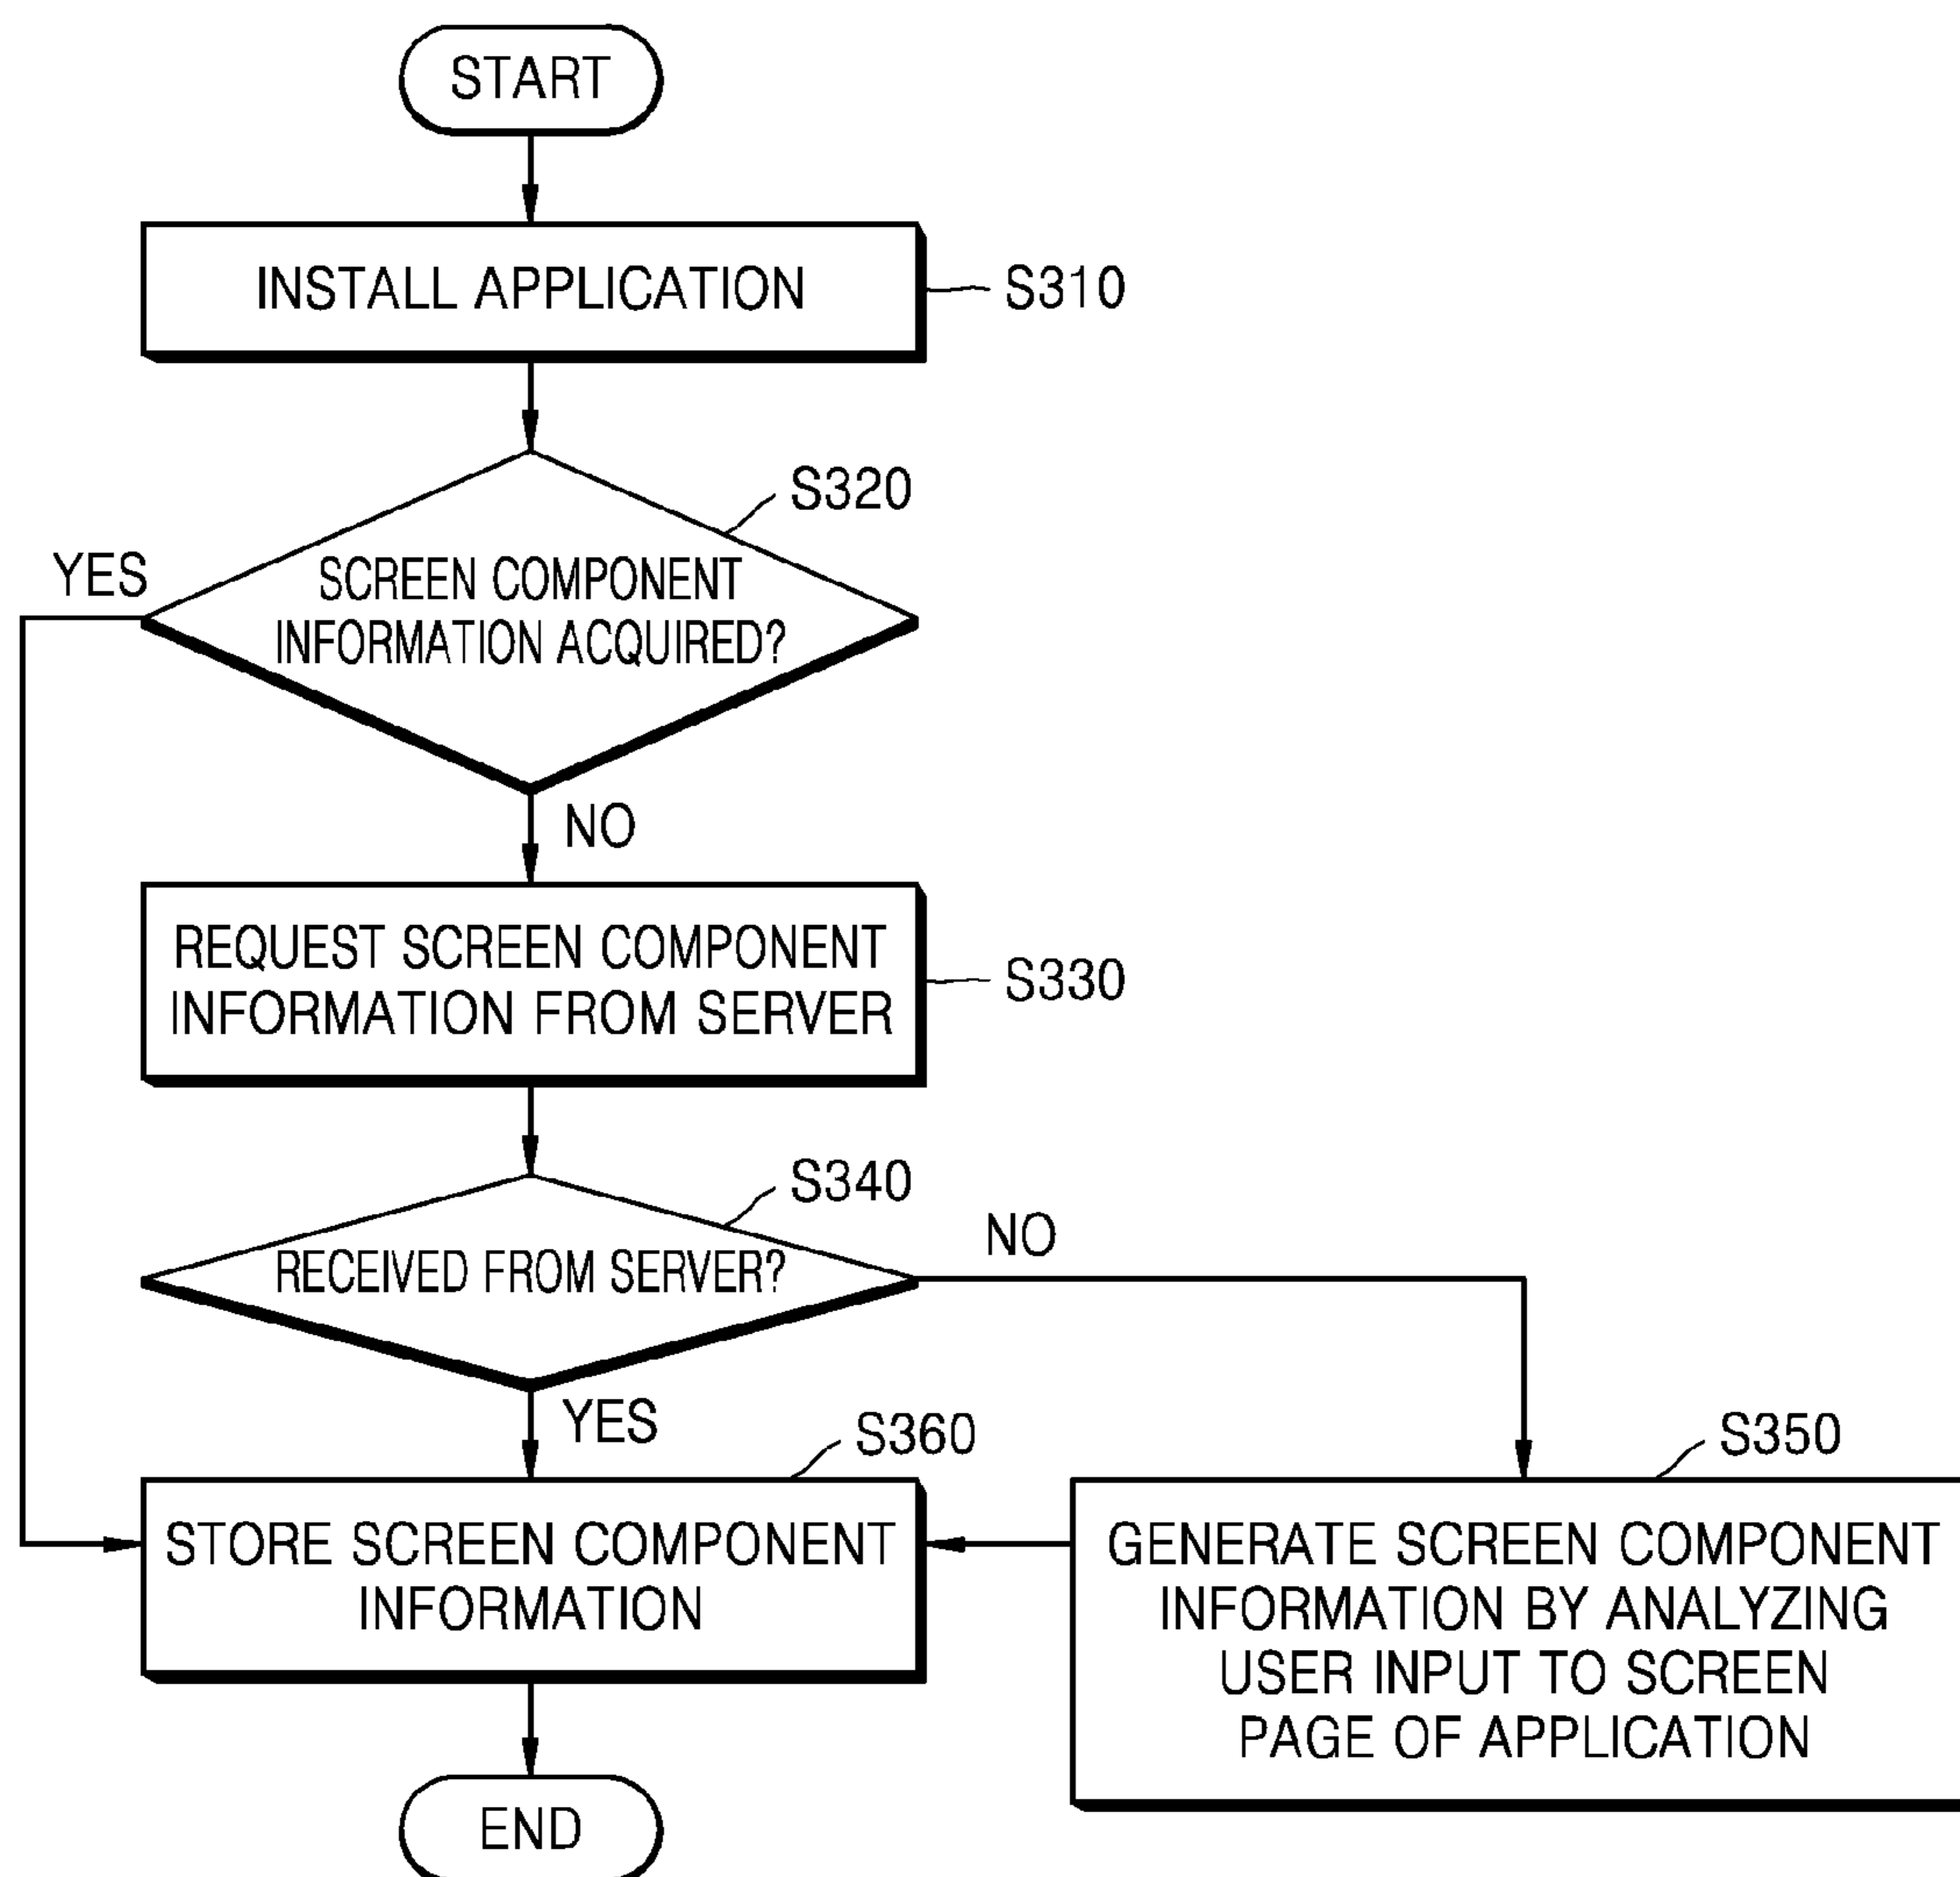 START
INSTALL APPLICATION
S310
S320
YES
SCREEN COMPONENT
INFORMATION ACQUIRED?
NO
REQUEST SCREEN COMPONENT
INFORMATION FROM SERVER
S330
S340
NO
RECEIVED FROM SERVER?
YES
S360
S350
STORE SCREEN COMPONENT
INFORMATION
GENERATE SCREEN COMPONENT
INFORMATION BY ANALYZING
USER INPUT TO SCREEN
PAGE OF APPLICATION
END